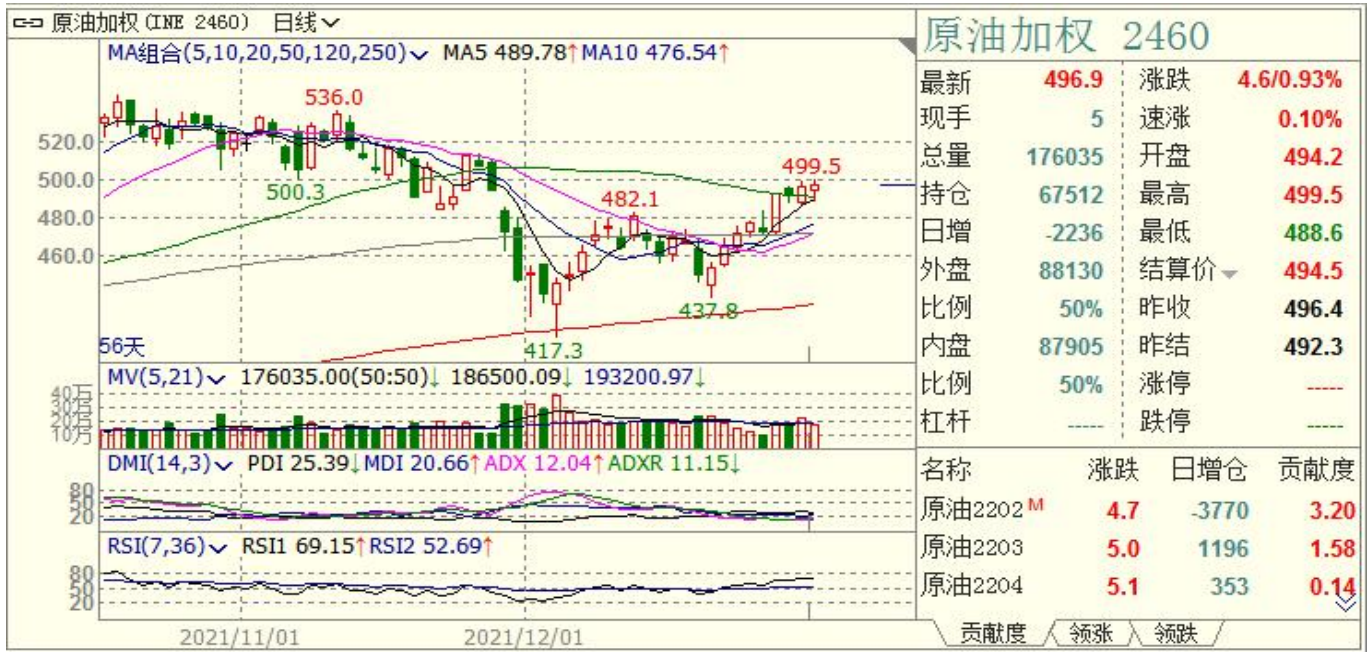 原油加权(INE 2460) 日线
MA组合(5,10,20,50,120,250) MA5 489.78↑MA10 476.54↑
536.0
520.0
499.5
500.0
500.3
482.1
480.0
460.0
437.8
56天
417.3
MV(5,21) 176035.00(50:50)↓ 186500.09↓ 193200.97↓
40万
30万
20万
10万
DMI(14,3) PDI 25.39↓MDI 20.66↑ADX 12.04↑ADXR 11.15↓
80
50
20
RSI(7,36) RSI1 69.15↑RSI2 52.69↑
80
50
20
2021/11/01 2021/12/01
原油加权 2460
最新 496.9 涨跌 4.6/0.93%
现手 5 速涨 0.10%
总量 176035 开盘 494.2
持仓 67512 最高 499.5
日增 -2236 最低 488.6
外盘 88130 结算价 494.5
比例 50% 昨收 496.4
内盘 87905 昨结 492.3
比例 50% 涨停 -----
杠杆 ----- 跌停 -----
名称 涨跌 日增仓 贡献度
原油2202 M 4.7 -3770 3.20
原油2203 5.0 1196 1.58
原油2204 5.1 353 0.14
贡献度 领涨 领跌